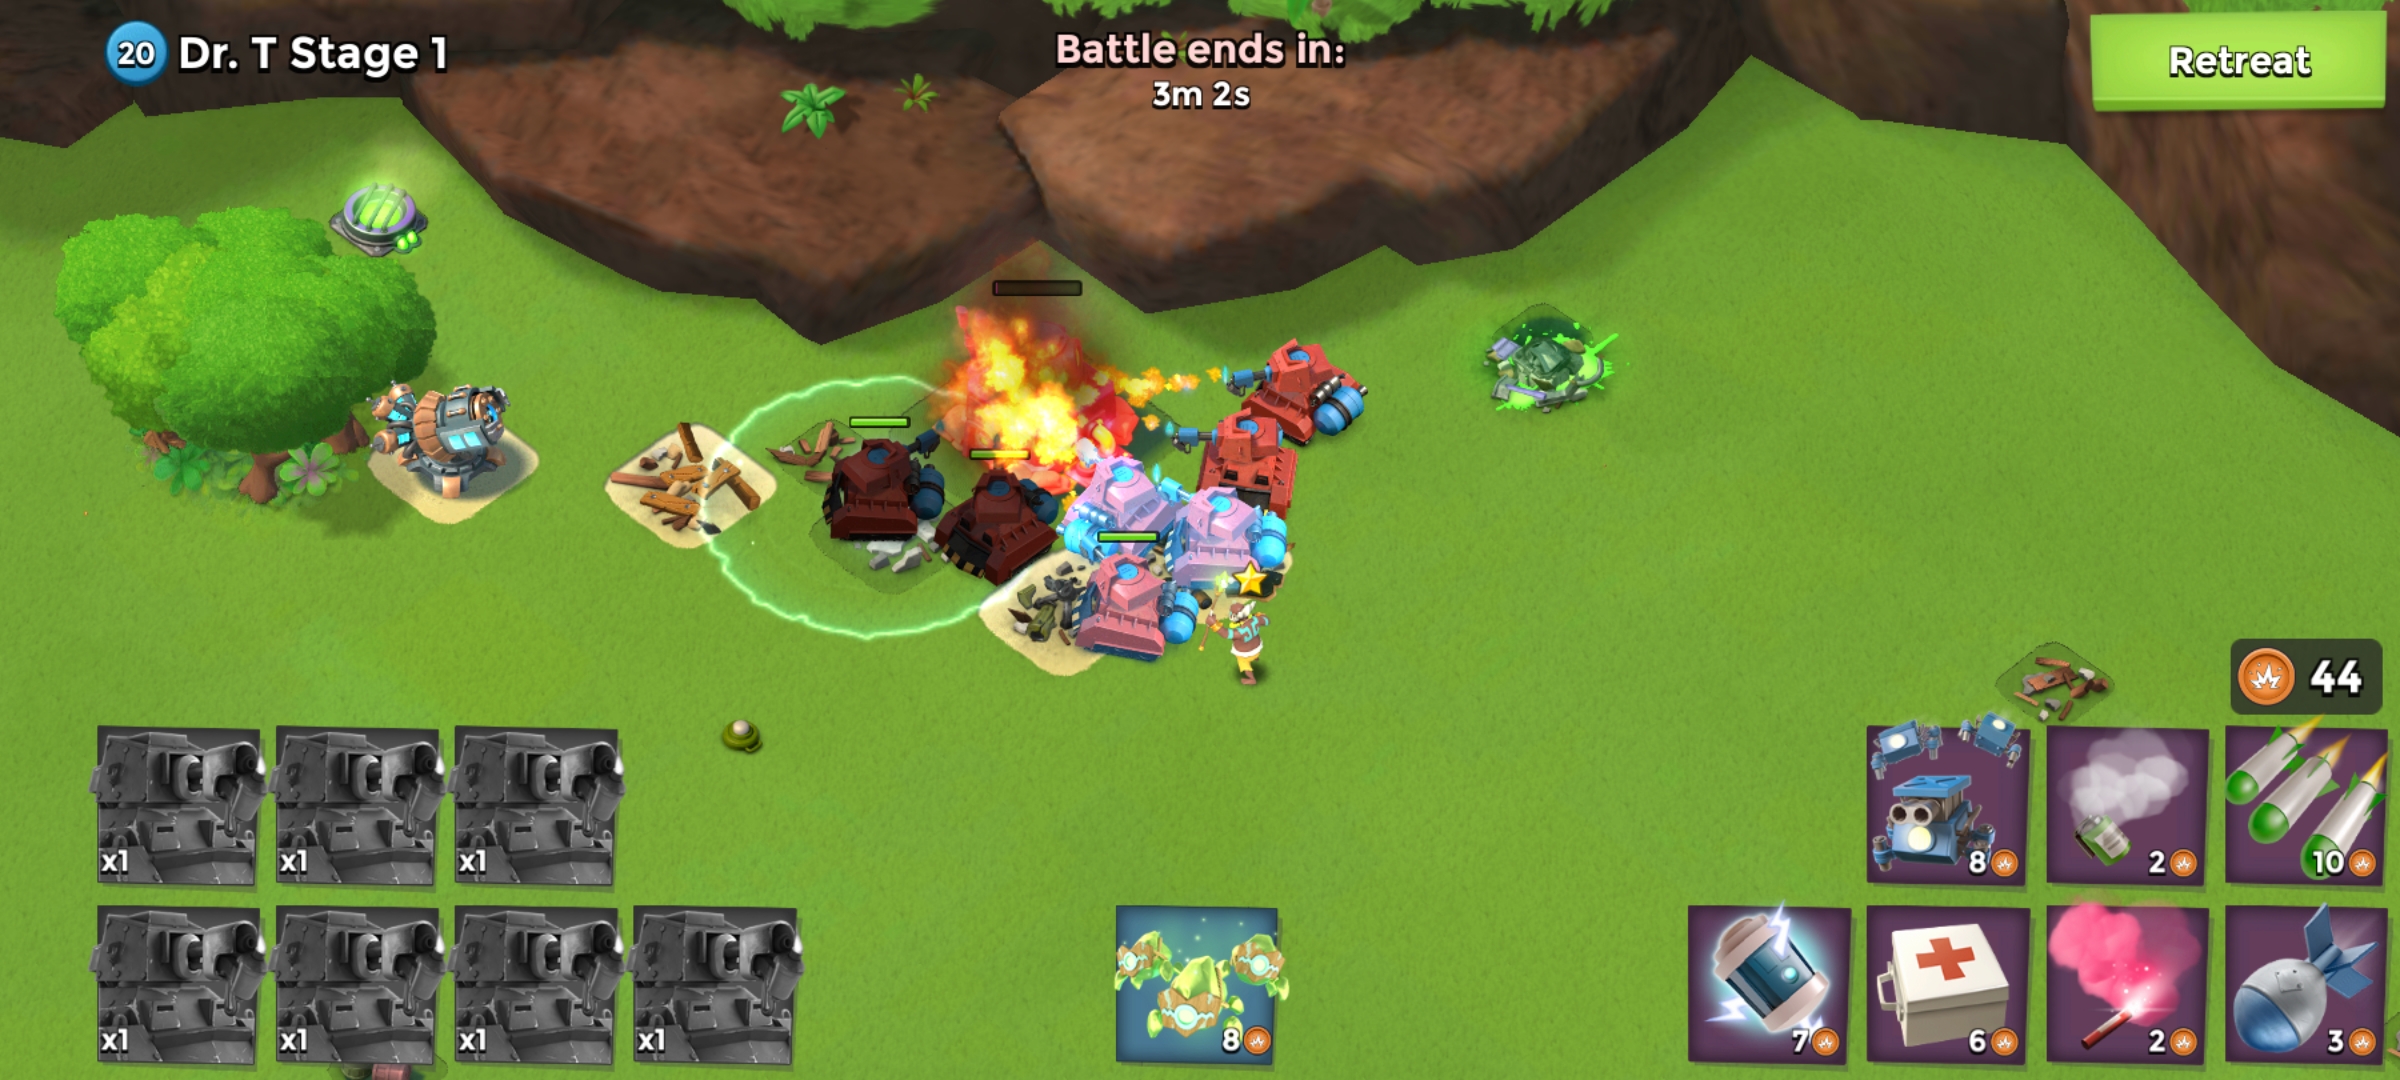 20 Dr. T Stage 1
Battle ends in:
3m 2s
Retreat
44
x1 x1 x1
8 2 10
x1 x1 x1 x1
8
7 6 2 3